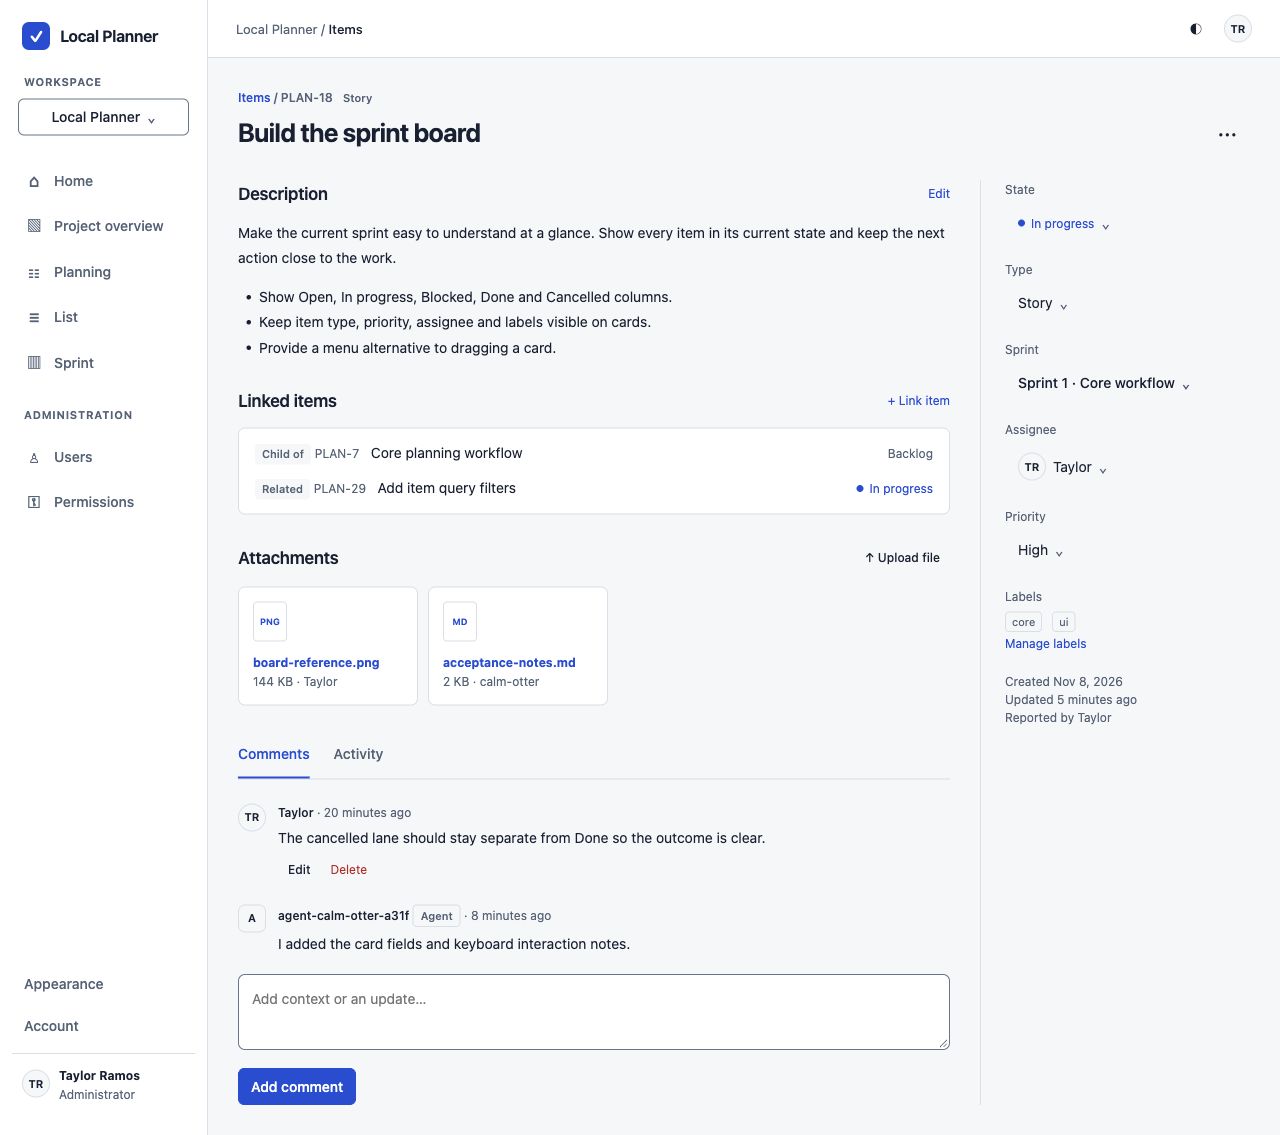 Local Planner
WORKSPACE
Local Planner
Home
Project overview
Planning
List
Sprint
ADMINISTRATION
Users
Permissions
Appearance
Account
TR
Taylor Ramos
Administrator
Local Planner / Items
TR
Items / PLAN-18 Story
Build the sprint board
Description
Edit
Make the current sprint easy to understand at a glance. Show every item in its current state and keep the next
action close to the work.
• Show Open, In progress, Blocked, Done and Cancelled columns.
• Keep item type, priority, assignee and labels visible on cards.
• Provide a menu alternative to dragging a card.
Linked items
+ Link item
Child of PLAN-7 Core planning workflow Backlog
Related PLAN-29 Add item query filters In progress
Attachments
↑ Upload file
PNG
board-reference.png
144 KB · Taylor
MD
acceptance-notes.md
2 KB · calm-otter
Comments Activity
TR
Taylor · 20 minutes ago
The cancelled lane should stay separate from Done so the outcome is clear.
Edit Delete
A
agent-calm-otter-a31f Agent · 8 minutes ago
I added the card fields and keyboard interaction notes.
Add context or an update...
Add comment
State
In progress
Type
Story
Sprint
Sprint 1 · Core workflow
Assignee
TR Taylor
Priority
High
Labels
core ui
Manage labels
Created Nov 8, 2026
Updated 5 minutes ago
Reported by Taylor